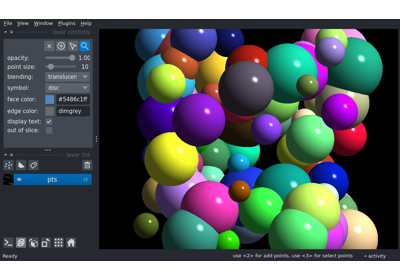 File View Window Plugins Help
layer controls
opacity: 1.00
point size: 10
blending: translucen
symbol: disc
face color: #5486c1ff
edge color: dimgrey
display text:
out of slice:
layer list
pts
use <2> for add points, use <3> for select points activity